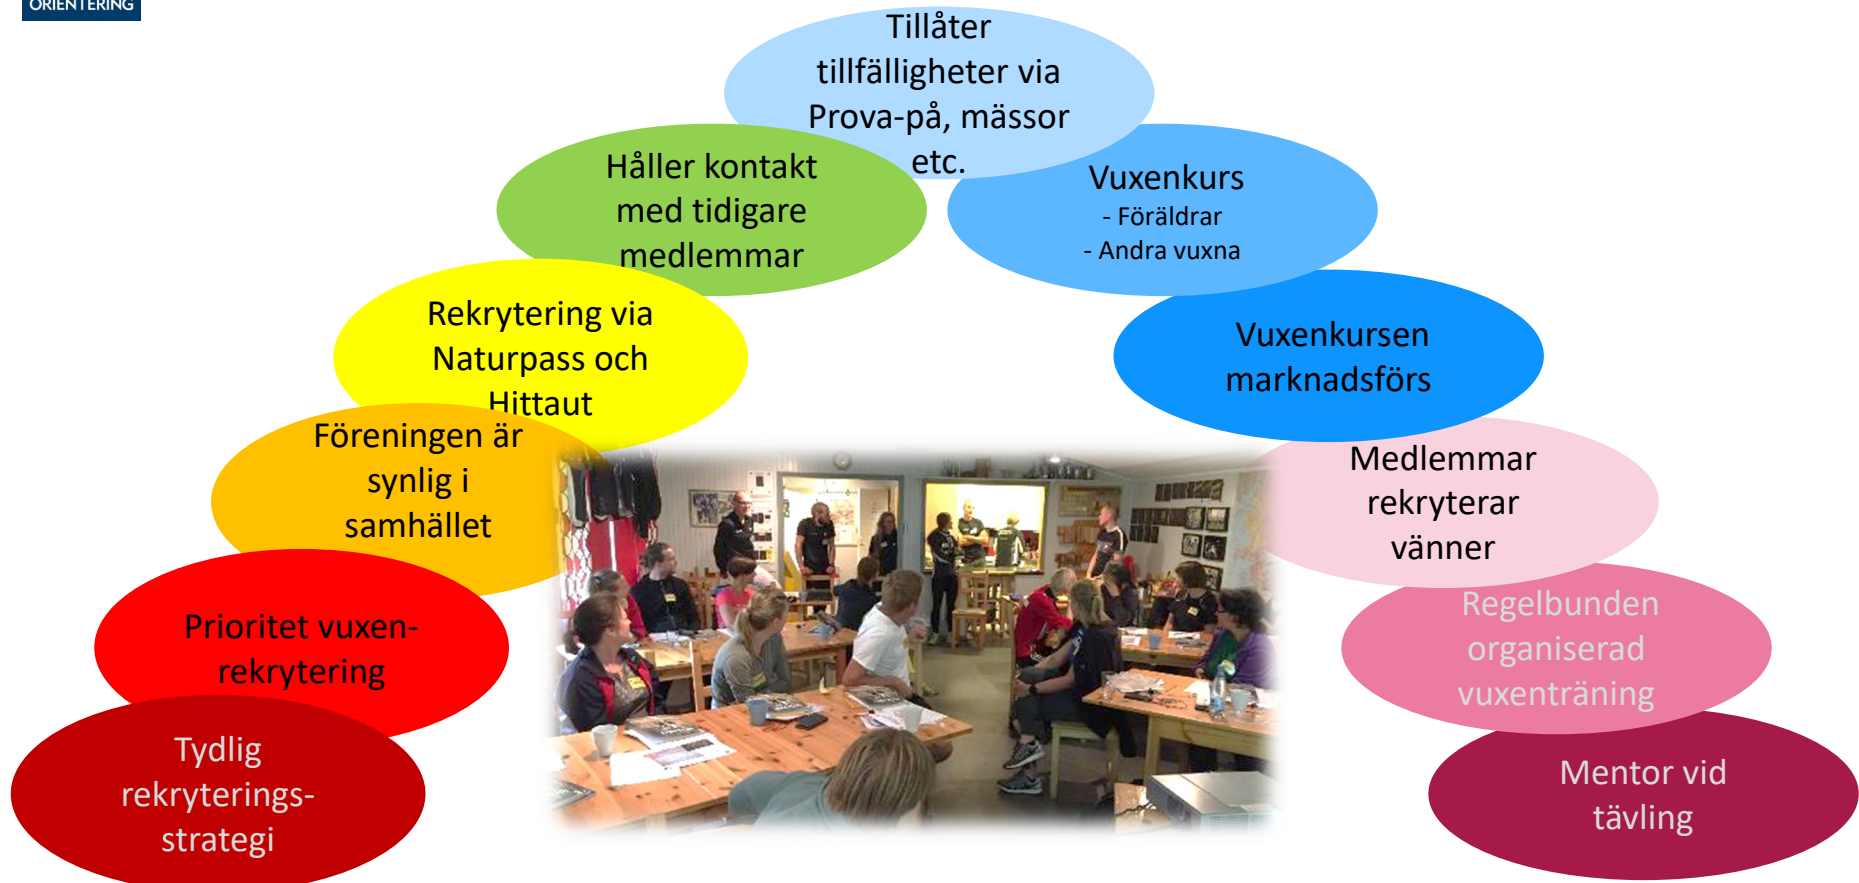 ORIENTERING
Tillåter
tillfälligheter via
Prova-på, mässor
etc.
Håller kontakt
med tidigare
medlemmar
Vuxenkurs
- Föräldrar
- Andra vuxna
Rekrytering via
Naturpass och
Hittaut
Vuxenkursen
marknadsförs
Föreningen är
synlig i
samhället
Medlemmar
rekryterar
vänner
Prioritet vuxen-
rekrytering
Regelbunden
organiserad
vuxenträning
Tydlig
rekryterings-
strategi
Mentor vid
tävling